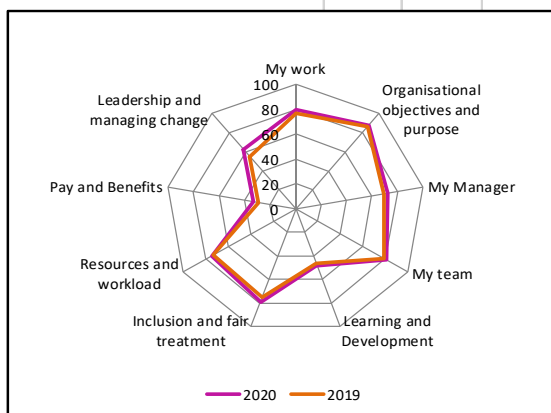 My work
100
80
60
40
20
0
Organisational
objectives and
purpose
My Manager
My team
Learning and
Development
Inclusion and fair
treatment
Resources and
workload
Pay and Benefits
Leadership and
managing change
2020
2019